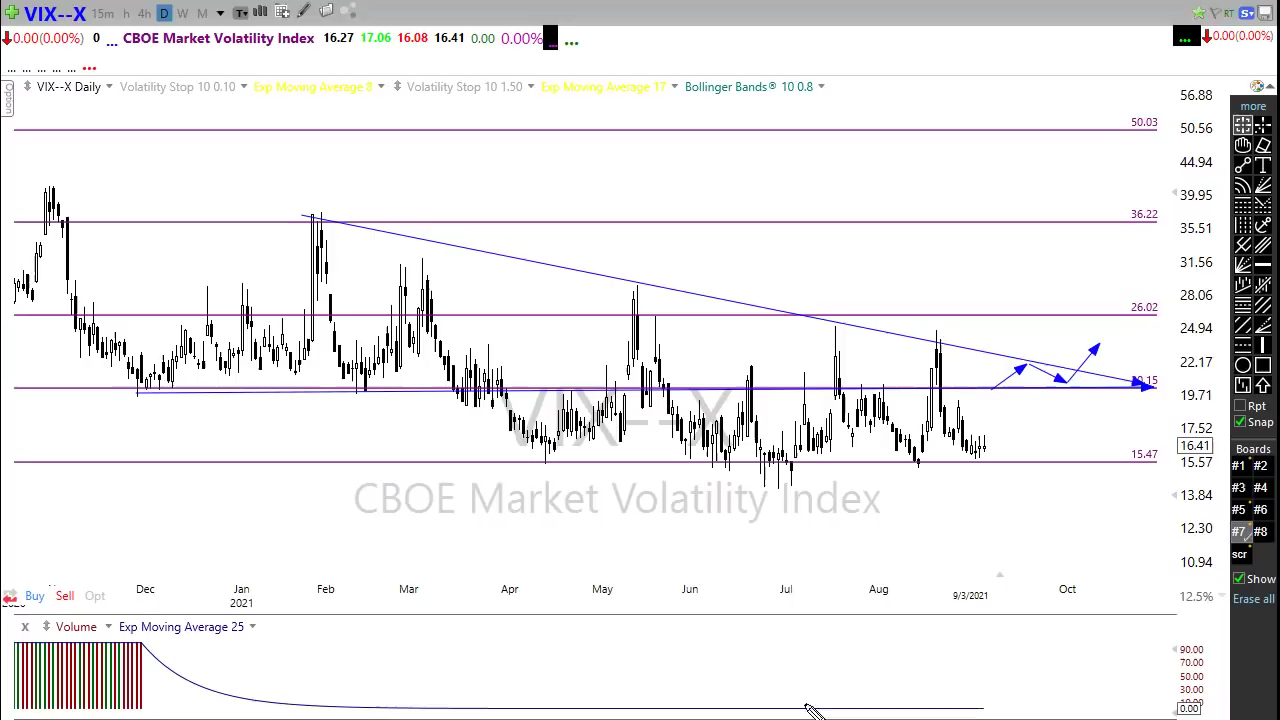 VIX--X 15m h 4h D W M T RT S
0.00(0.00%) 0 ... CBOE Market Volatility Index 16.27 17.06 16.08 16.41 0.00 0.00% ... ... ... 0.00(0.00%)
... ... ... ... ... ...
Option
VIX--X Daily Volatility Stop 10 0.10 Exp Moving Average 8 Volatility Stop 10 1.50 Exp Moving Average 17 Bollinger Bands® 10 0.8
56.88
more
50.03
50.56
44.94
39.95
36.22
35.51
31.56
28.06
26.02
24.94
22.17
19.71
Rpt
Snap
17.52
16.41
Boards
15.47
15.57
#1 #2
VIX--X
CBOE Market Volatility Index
13.84
#3 #4
#5 #6
12.30
#7 #8
10.94
scr
Show
Dec Jan Feb Mar Apr May Jun Jul Aug 9/3/2021 Oct
2021
Buy Sell Opt
12.5%
Erase all
X Volume Exp Moving Average 25
90.00
70.00
50.00
30.00
0.00